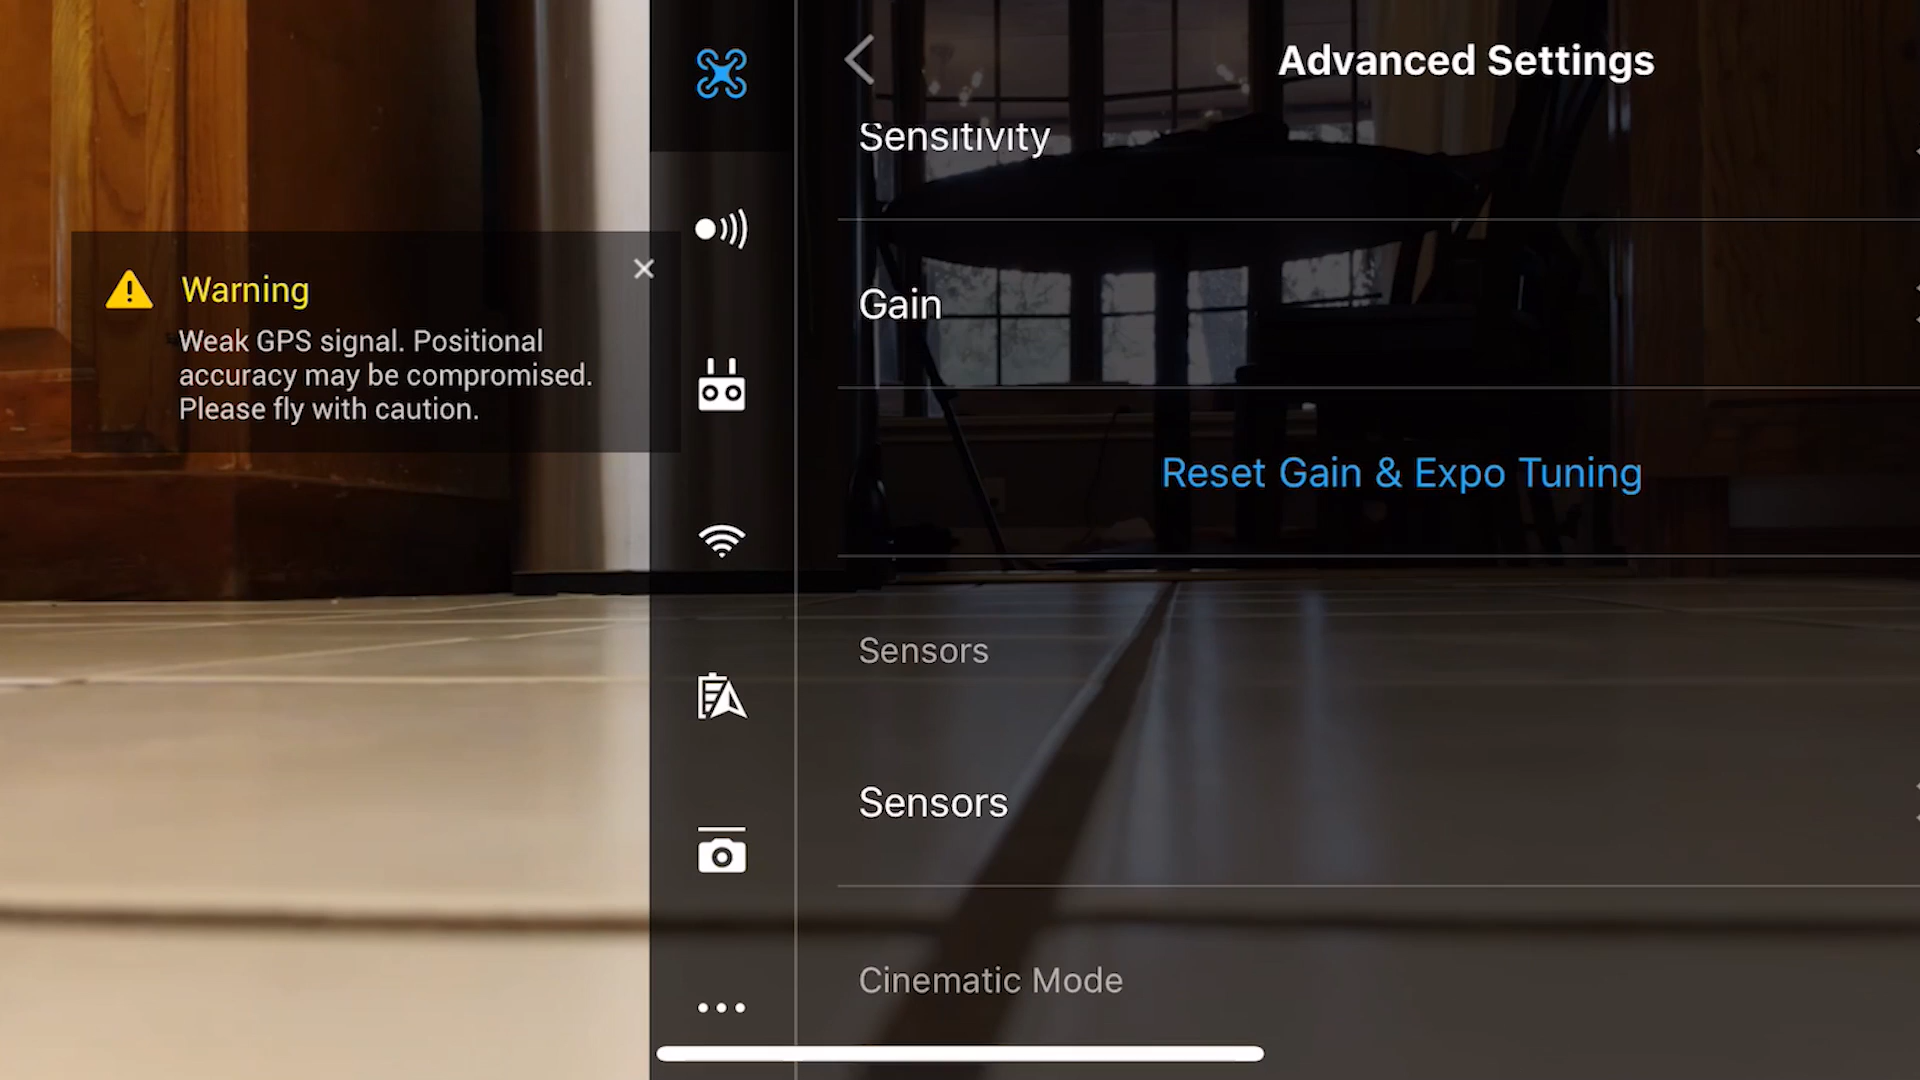 Advanced Settings
Sensitivity
Gain
Reset Gain & Expo Tuning
Sensors
Sensors
Cinematic Mode
Warning
Weak GPS signal. Positional
accuracy may be compromised.
Please fly with caution.